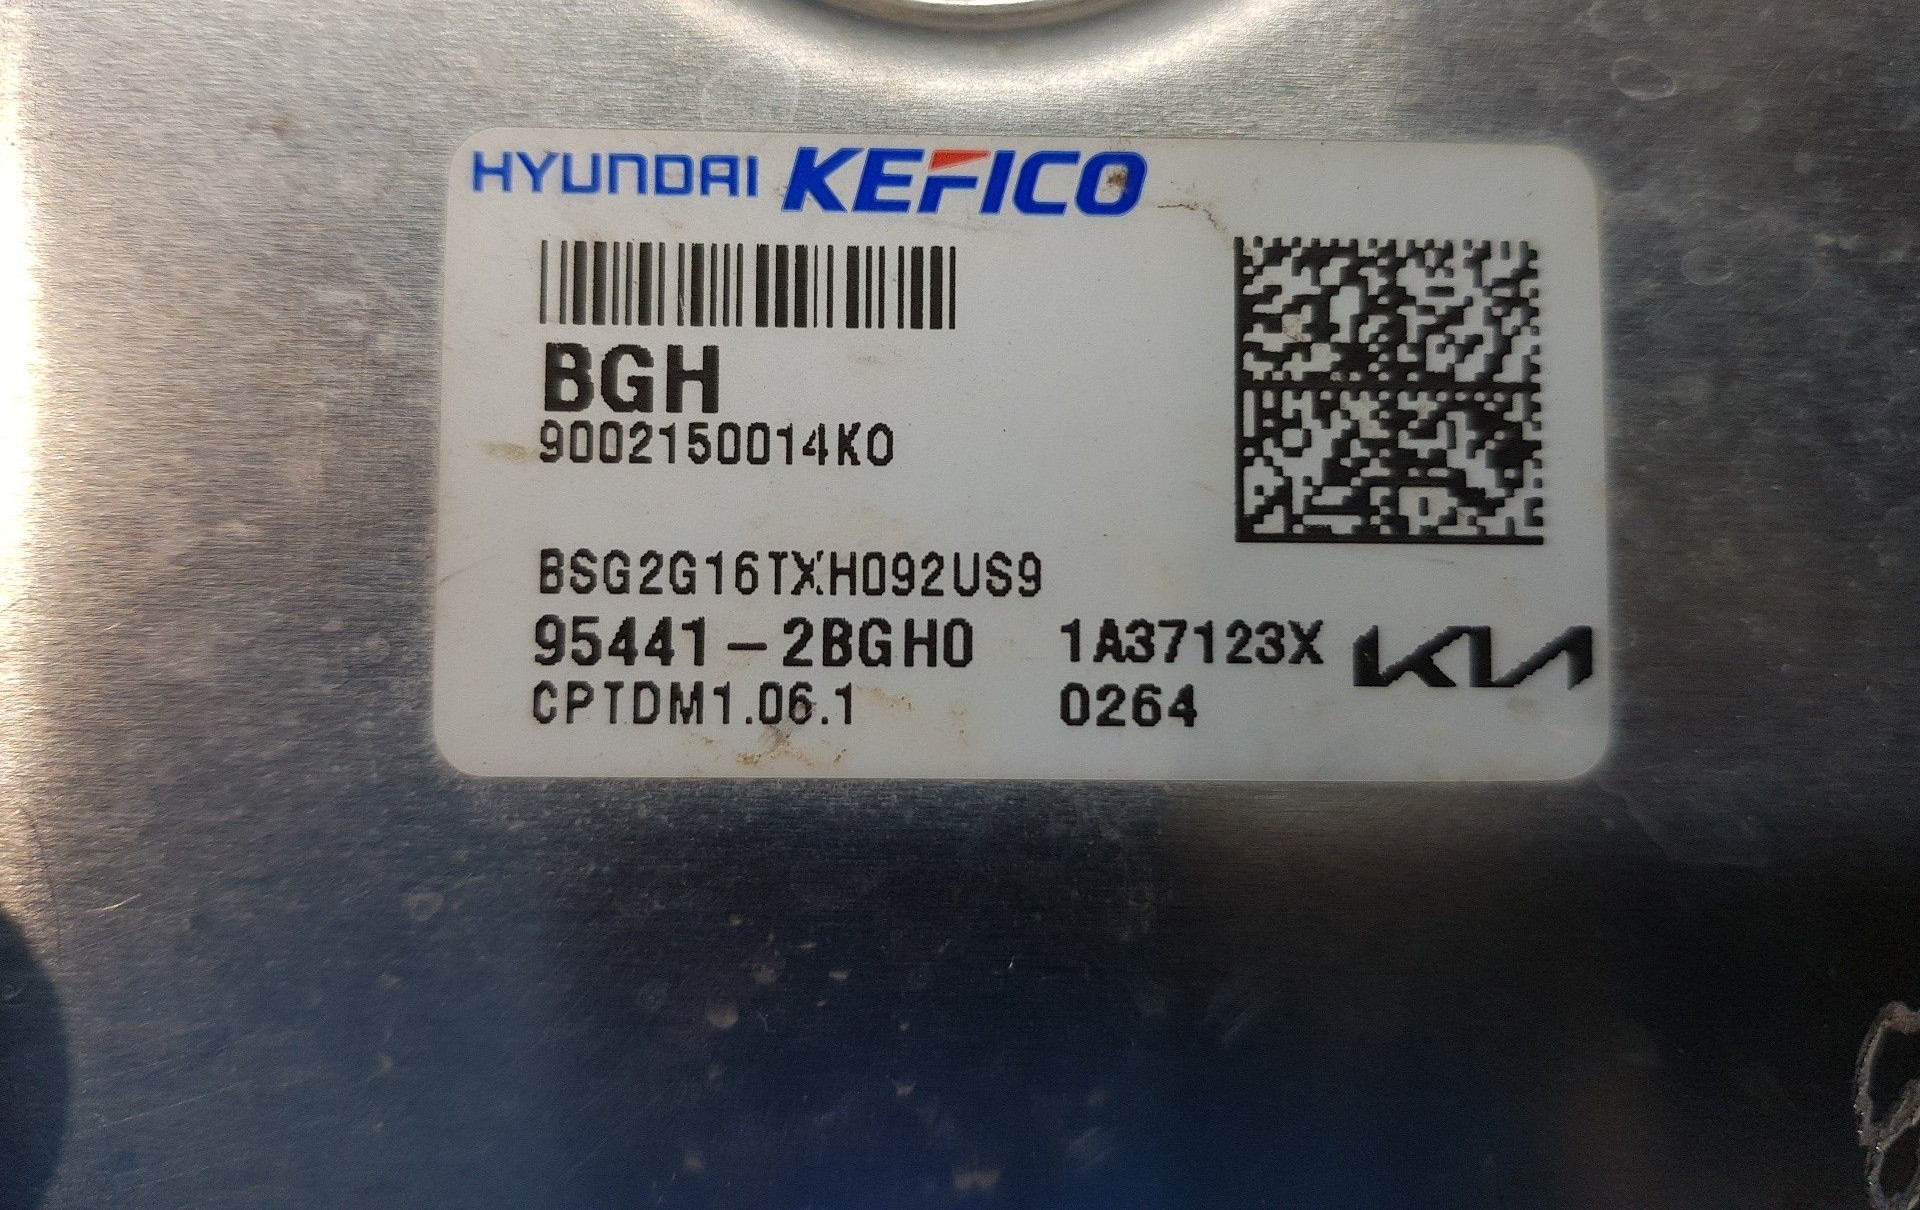 HYUNDAI KEFICO
BGH
9002150014K0
BSG2G16TXH092US9
95441-2BGH0 1A37123X KIA
CPTDM1.06.1 0264